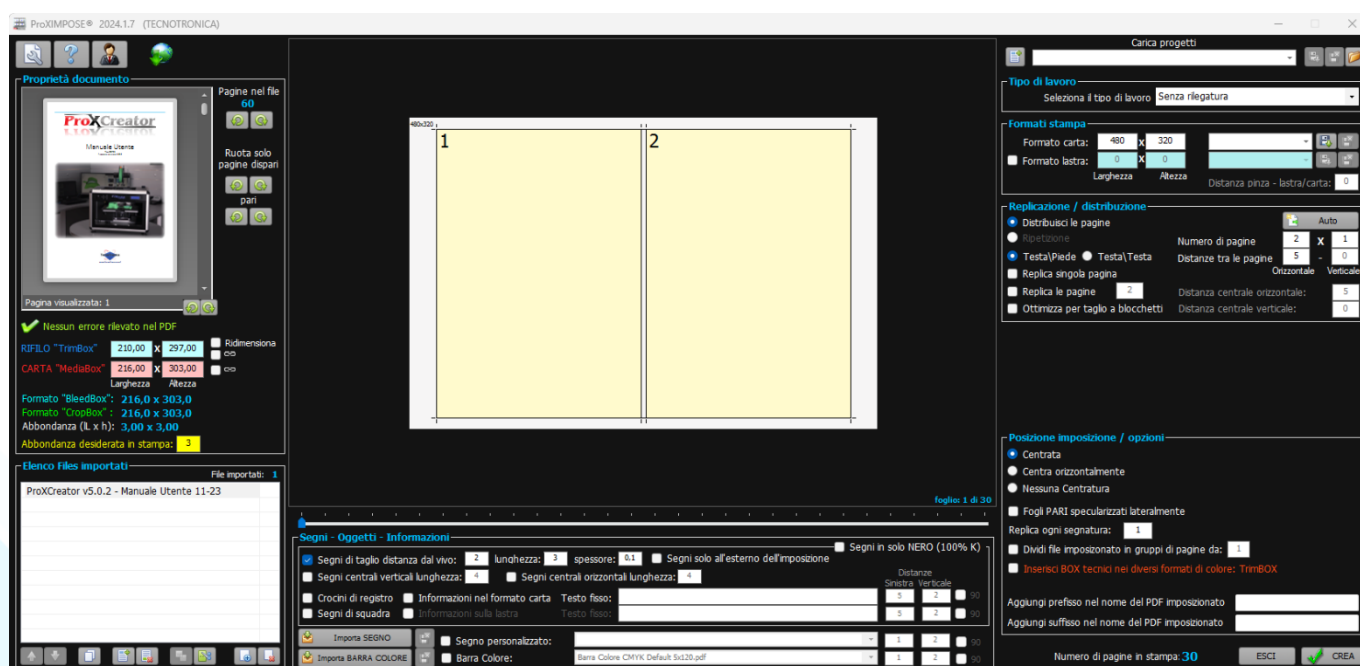 ProXIMPOSE® 2024.1.7 (TECNOTRONICA)
Proprietà documento
Pagine nel file
60
ProXCreator
Manuale Utente
Ruota solo
pagine dispari
pari
Pagina visualizzata: 1
Nessun errore rilevato nel PDF
RIFILO "TrimBox" 210,00 X 297,00 Ridimensiona
CARTA "MediaBox" 216,00 X 303,00
Larghezza Altezza
Formato "BleedBox": 216,0 x 303,0
Formato "CropBox" : 216,0 x 303,0
Abbondanza (L x h): 3,00 x 3,00
Abbondanza desiderata in stampa: 3
Elenco Files importati
File importati: 1
ProXCreator v5.0.2 - Manuale Utente 11-23
480x320
1 2
foglio: 1 di 30
Segni - Oggetti - Informazioni
Segni in solo NERO (100% K)
Segni di taglio distanza dal vivo: 2 lunghezza: 3 spessore: 0,1 Segni solo all'esterno dell'imposizione
Segni centrali verticali lunghezza: 4 Segni centrali orizzontali lunghezza: 4
Distanze
Sinistra Verticale
Crocini di registro Informazioni nel formato carta Testo fisso: 5 2 90
Segni di squadra Informazioni sulla lastra Testo fisso: 5 2 90
Importa SEGNO Segno personalizzato: 1 2 90
Importa BARRA COLORE Barra Colore: Barra Colore CMYK Default 5x120.pdf 1 2 90
Carica progetti
Tipo di lavoro
Seleziona il tipo di lavoro Senza rilegatura
Formati stampa
Formato carta: 480 X 320
Formato lastra: 0 X 0
Larghezza Altezza Distanza pinza - lastra/carta: 0
Replicazione / distribuzione
Distribuisci le pagine Auto
Ripetizione Numero di pagine 2 X 1
Testa\Piede Testa\Testa Distanze tra le pagine 5 - 0
Orizzontale Verticale
Replica singola pagina
Replica le pagine 2 Distanza centrale orizzontale: 5
Ottimizza per taglio a blocchetti Distanza centrale verticale: 0
Posizione imposizione / opzioni
Centrata
Centra orizzontalmente
Nessuna Centratura
Fogli PARI specularizzati lateralmente
Replica ogni segnatura: 1
Dividi file imposizonato in gruppi di pagine da: 1
Inserisci BOX tecnici nei diversi formati di colore: TrimBOX
Aggiungi prefisso nel nome del PDF imposizionato
Aggiungi suffisso nel nome del PDF imposizionato
Numero di pagine in stampa: 30 ESCI CREA